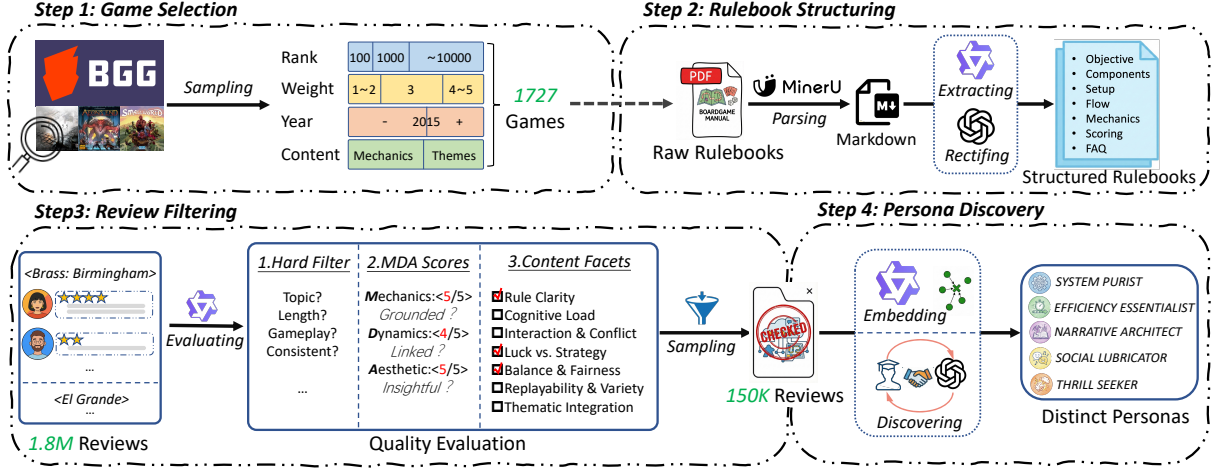 Step 1: Game Selection
BGG
SMALLWORLD
Sampling
Rank
100 1000 ~10000
Weight
1~2 3 4~5
Year
- 2015 +
Content
Mechanics Themes
1727
Games
Step 2: Rulebook Structuring
PDF
BOARDGAME
MANUAL
Raw Rulebooks
MinerU
Parsing
M
Markdown
Extracting
Rectifing
• Objective
• Components
• Setup
• Flow
• Mechanics
• Scoring
• FAQ
Structured Rulebooks
Step3: Review Filtering
<Brass: Birmingham>
...
<El Grande>
...
1.8M Reviews
Evaluating
1.Hard Filter
Topic?
Length?
Gameplay?
Consistent?
...
2.MDA Scores
Mechanics:<5/5>
Grounded ?
Dynamics:<4/5>
Linked ?
Aesthetic:<5/5>
Insightful ?
3.Content Facets
Rule Clarity
Cognitive Load
Interaction & Conflict
Luck vs. Strategy
Balance & Fairness
Replayability & Variety
Thematic Integration
Quality Evaluation
Sampling
CHECKED
150K Reviews
Step 4: Persona Discovery
Embedding
Discovering
SYSTEM PURIST
EFFICIENCY ESSENTIALIST
NARRATIVE ARCHITECT
SOCIAL LUBRICATOR
THRILL SEEKER
Distinct Personas